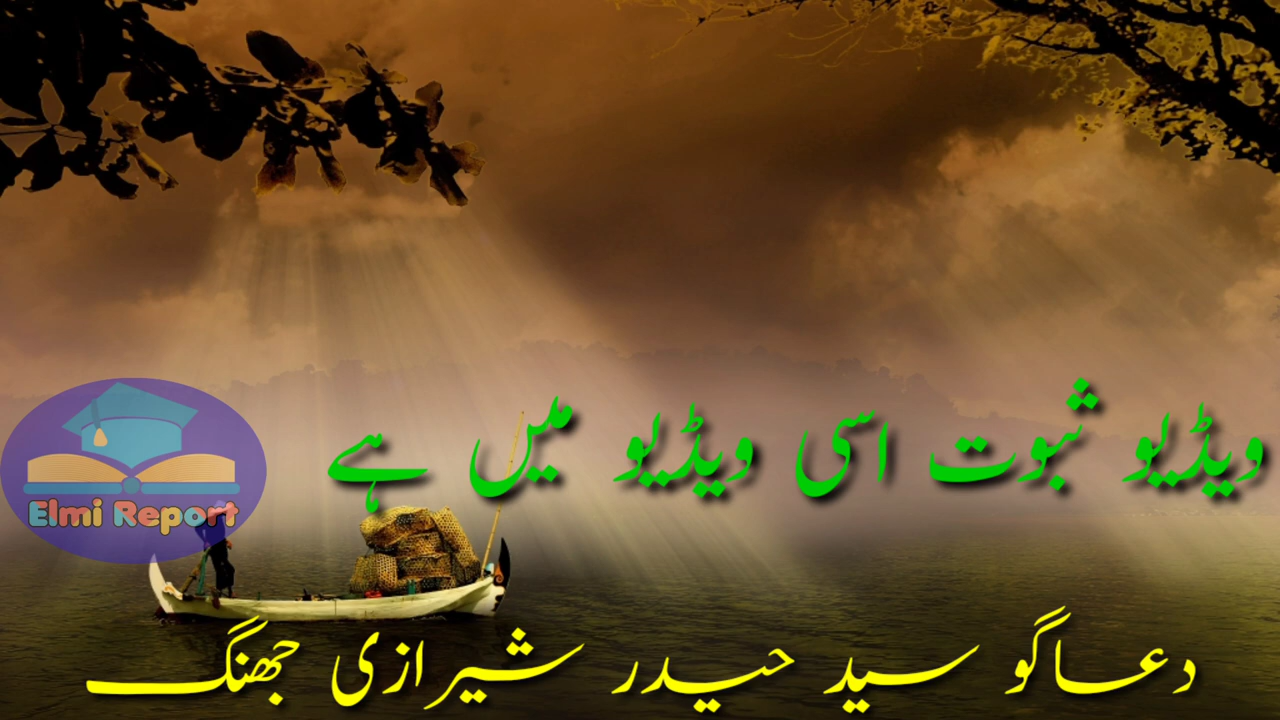 ویڈیو ثبوت اسی ویڈیو میں ہے
Elmi Report
دعاگو سید حیدر شیرازی جھنگ